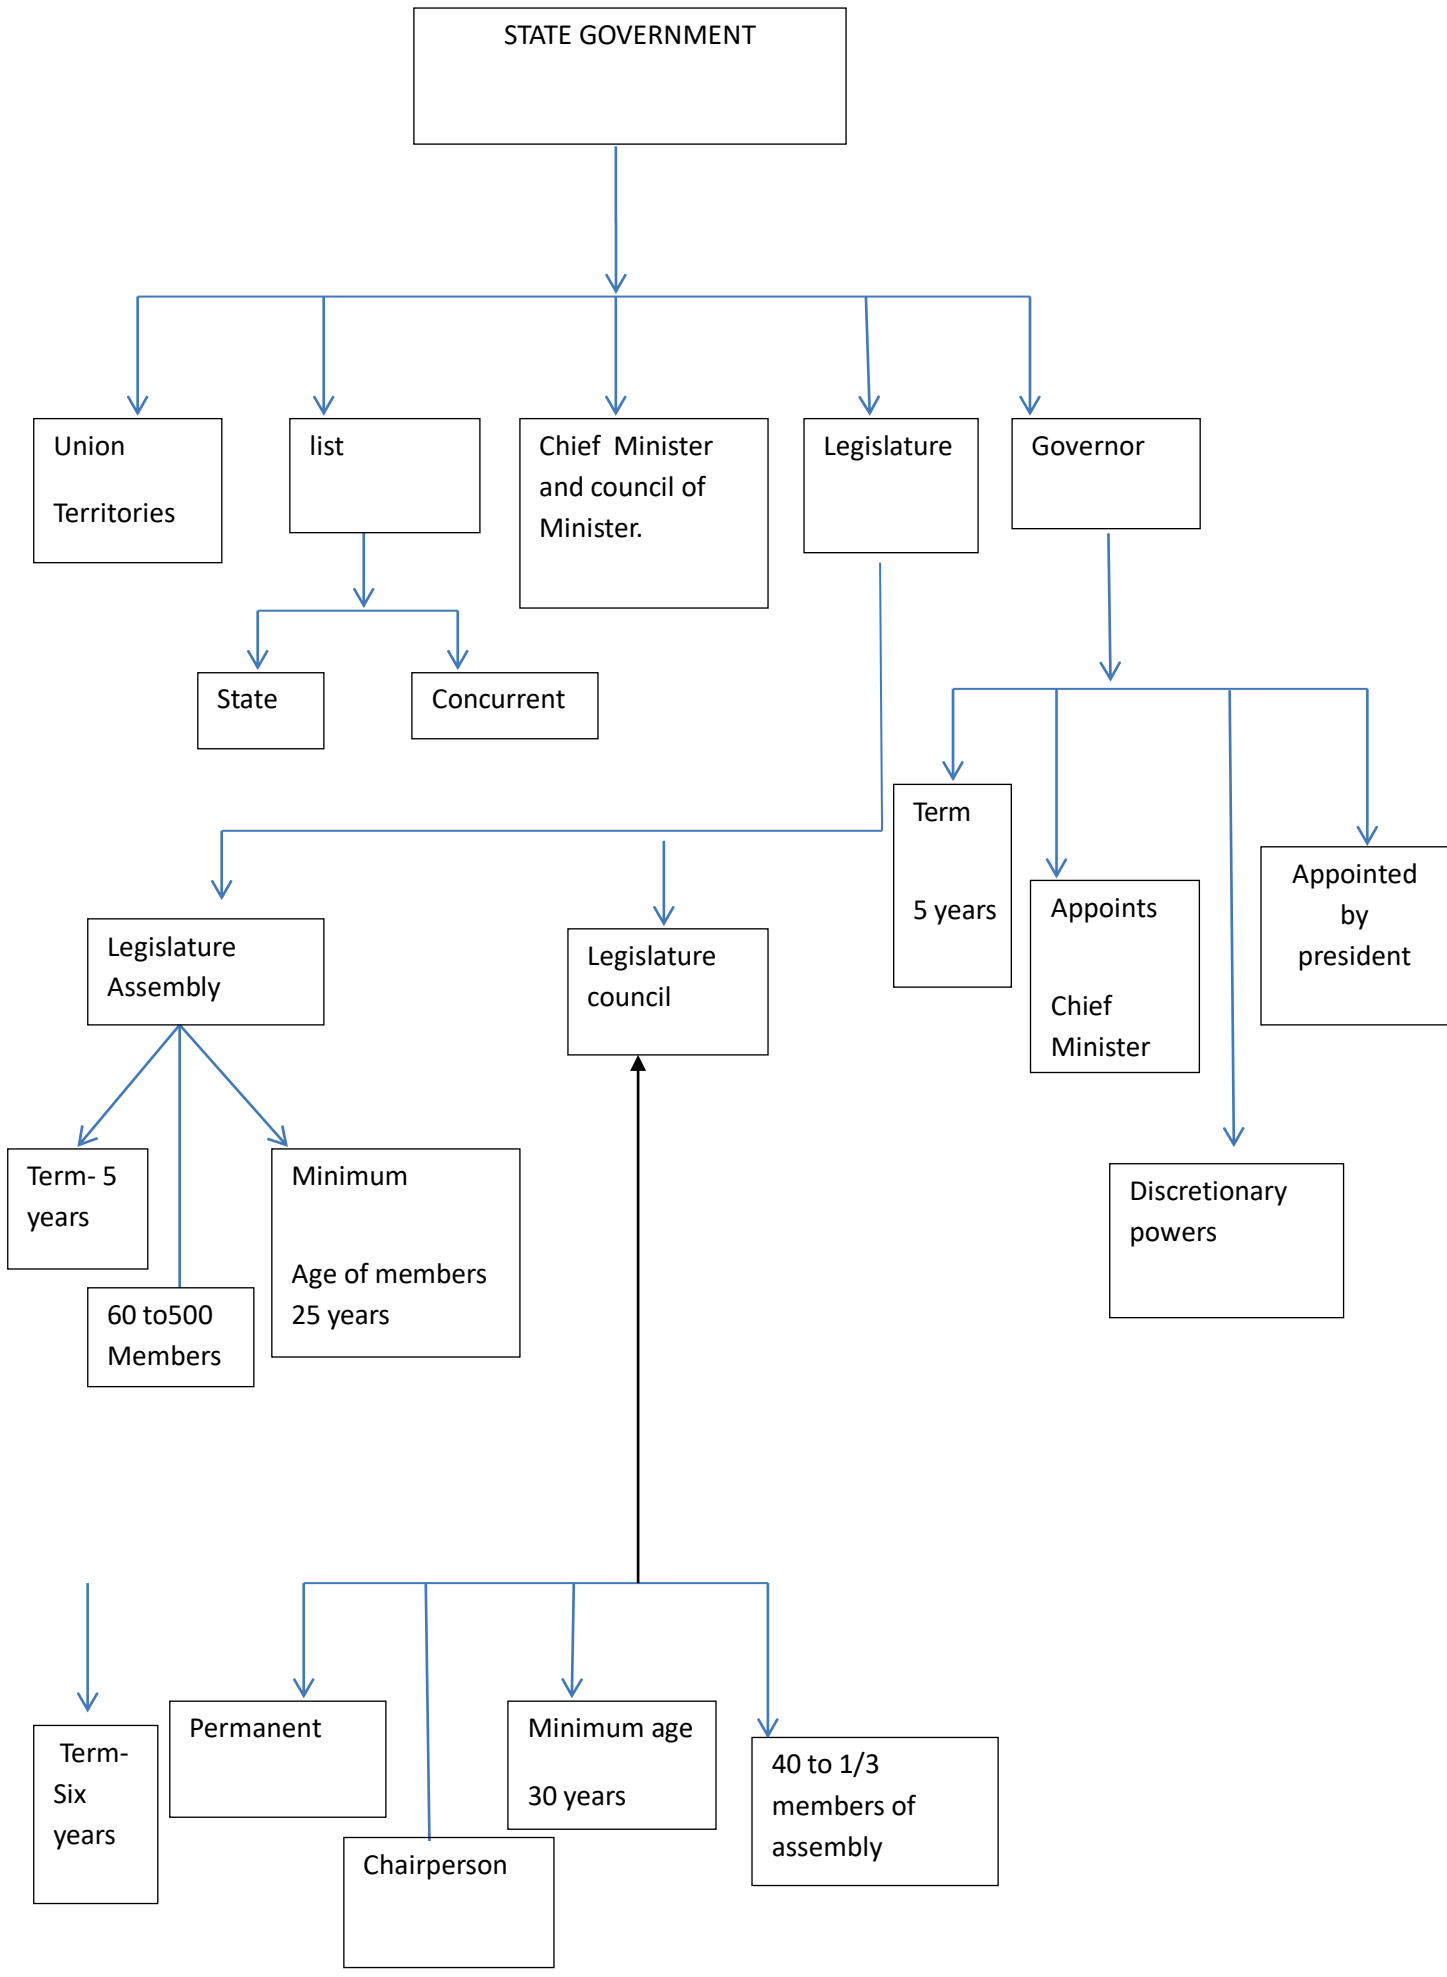 STATE GOVERNMENT
Union
Territories
list
Chief Minister
and council of
Minister.
Legislature
Governor
State
Concurrent
Term
5 years
Appoints
Chief
Minister
Appointed
by
president
Discretionary
powers
Legislature
Assembly
Legislature
council
Term- 5
years
60 to500
Members
Minimum
Age of members
25 years
Term-
Six
years
Permanent
Chairperson
Minimum age
30 years
40 to 1/3
members of
assembly